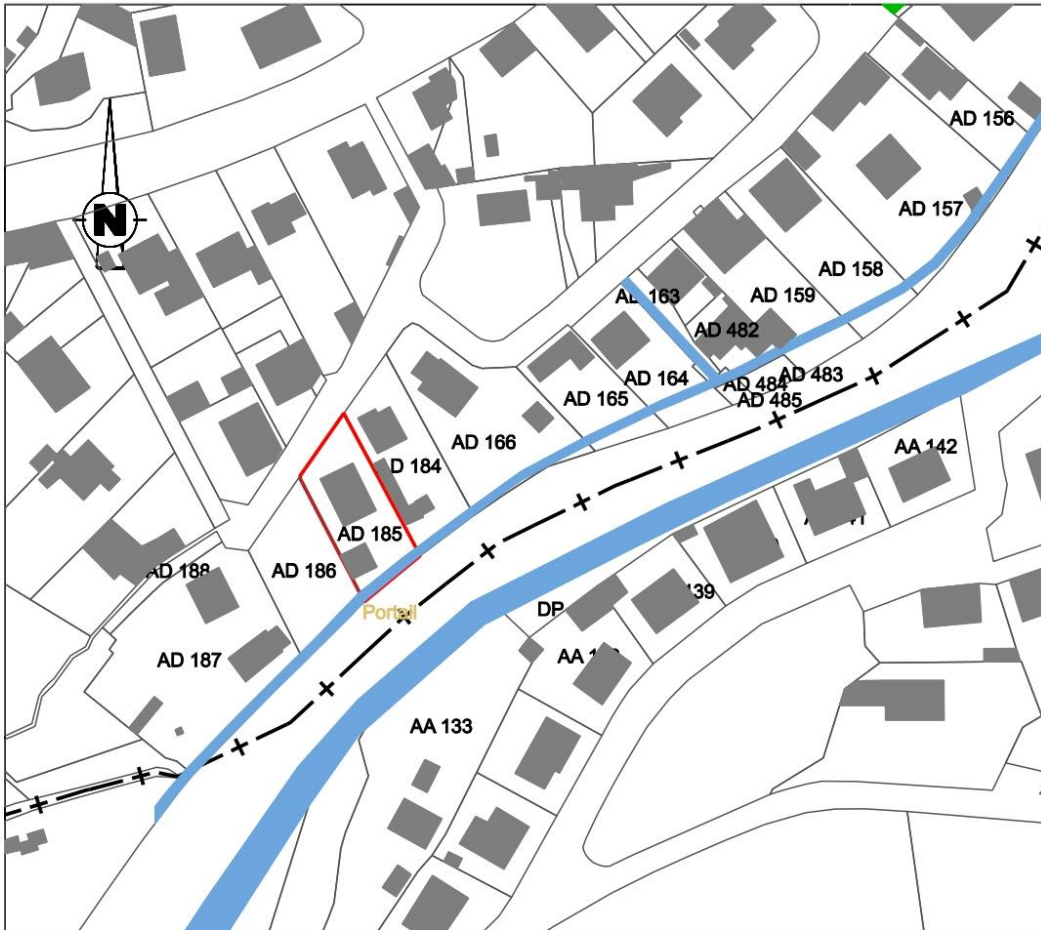 AD 156
N
AD 157
AD 158
AD 163
AD 159
AD 482
AD 483
AD 164
AD 484
AD 165
AD 485
AD 166
AA 142
D 184
AD 185
AD 186
AD 188
139
DP
Portail
AA
AD 187
AA 133